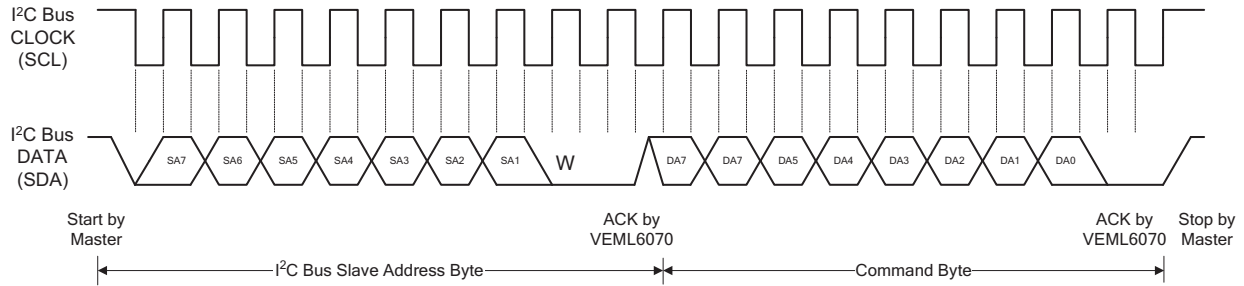 I²C Bus
CLOCK
(SCL)
I²C Bus
DATA
(SDA)
SA7 SA6 SA5 SA4 SA3 SA2 SA1 W DA7 DA7 DA5 DA4 DA3 DA2 DA1 DA0
Start by
Master
ACK by
VEML6070
ACK by
VEML6070
Stop by
Master
I²C Bus Slave Address Byte
Command Byte